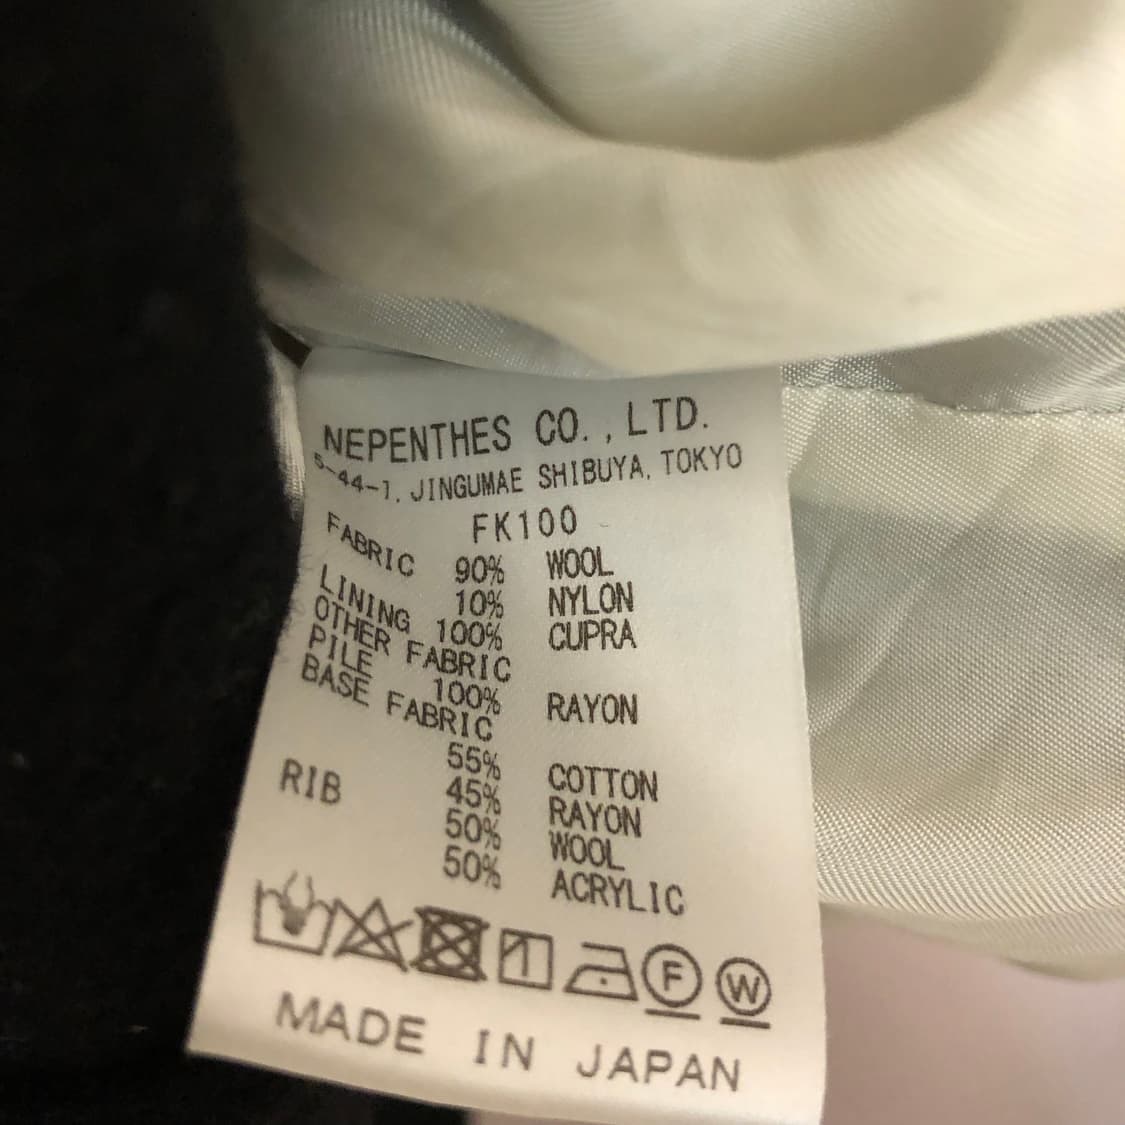 NEPENTHES CO., LTD.
5-44-1, JINGUMAE SHIBUYA, TOKYO
FK100
FABRIC 90% WOOL
10% NYLON
LINING 100% CUPRA
OTHER FABRIC
PILE 100% RAYON
BASE FABRIC
55% COTTON
45% RAYON
RIB 50% WOOL
50% ACRYLIC
F W
MADE IN JAPAN